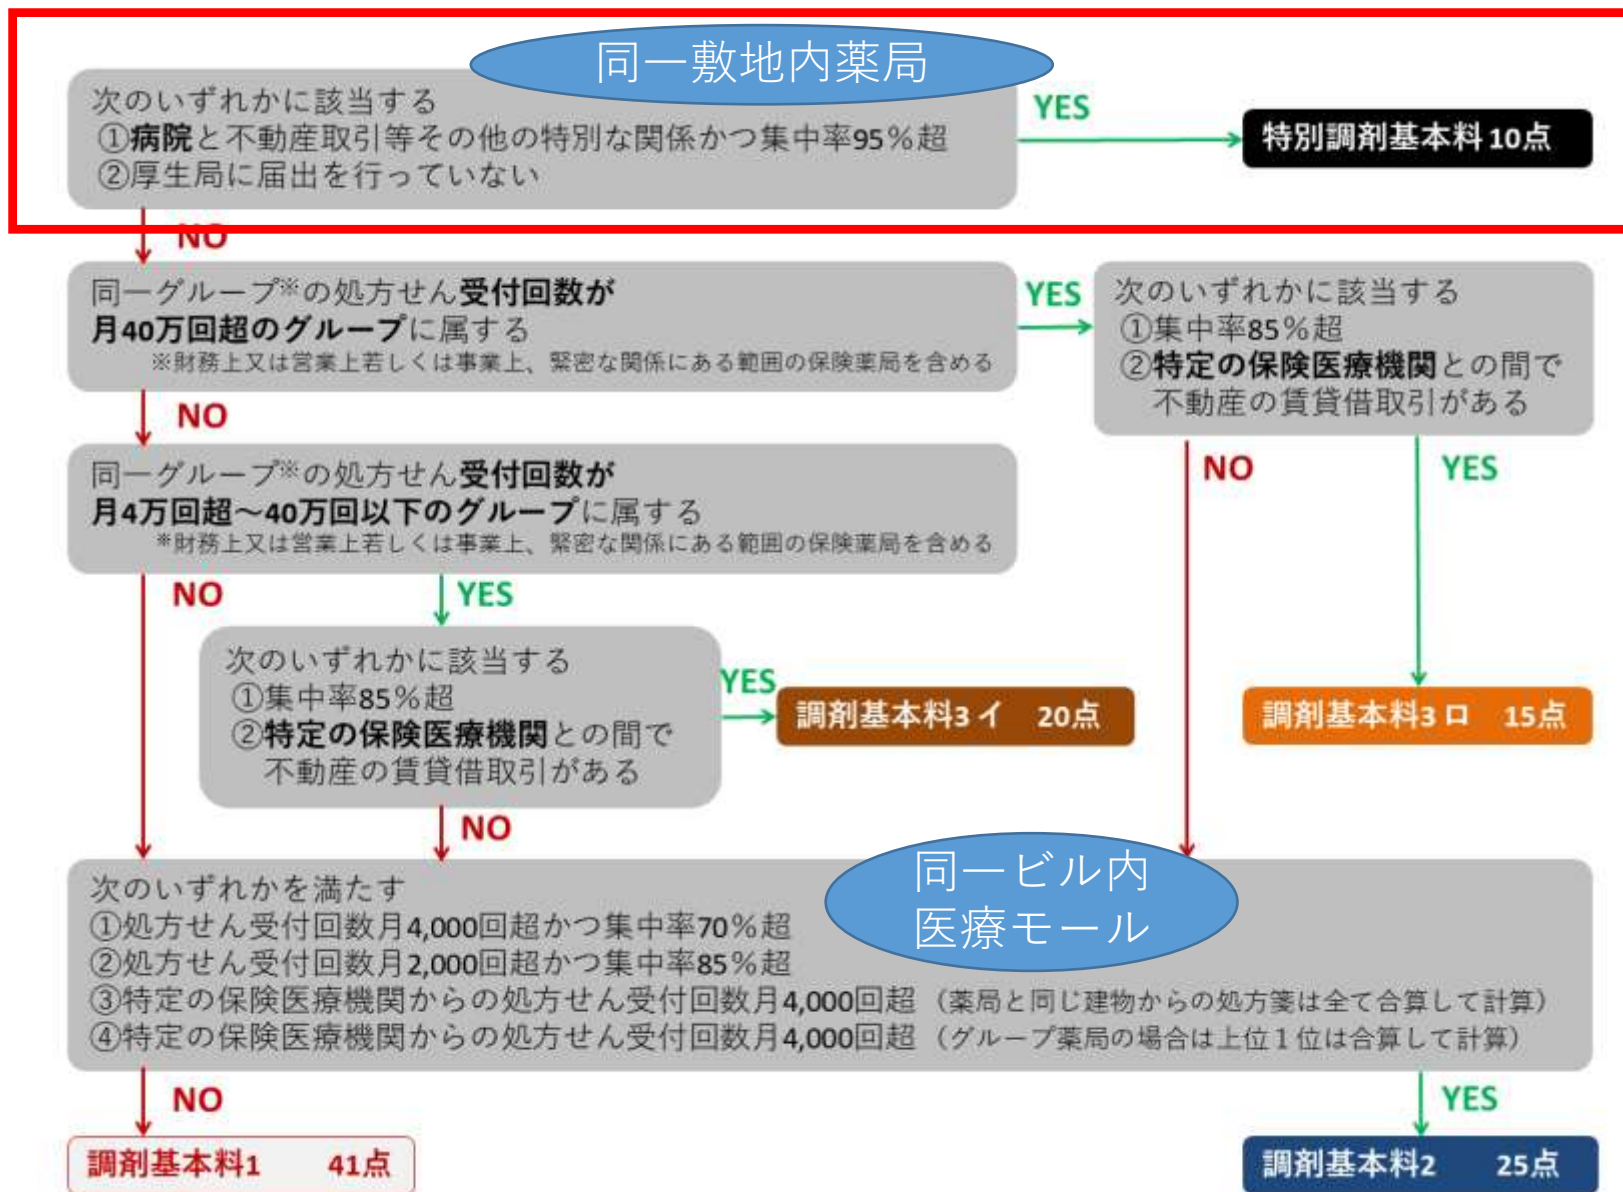 同一敷地内薬局
次のいずれかに該当する
①病院と不動産取引等その他の特別な関係かつ集中率95％超
②厚生局に届出を行っていない
YES
特別調剤基本料 10点
NO
同一グループ※の処方せん受付回数が
月40万回超のグループに属する
※財務上又は営業上若しくは事業上、緊密な関係にある範囲の保険薬局を含める
YES
次のいずれかに該当する
①集中率85％超
②特定の保険医療機関との間で
不動産の賃貸借取引がある
NO
同一グループ※の処方せん受付回数が
月4万回超～40万回以下のグループに属する
※財務上又は営業上若しくは事業上、緊密な関係にある範囲の保険薬局を含める
NO
YES
NO
YES
次のいずれかに該当する
①集中率85％超
②特定の保険医療機関との間で
不動産の賃貸借取引がある
YES
調剤基本料3 イ 20点
調剤基本料3 ロ 15点
NO
同一ビル内
医療モール
次のいずれかを満たす
①処方せん受付回数月4,000回超かつ集中率70％超
②処方せん受付回数月2,000回超かつ集中率85％超
③特定の保険医療機関からの処方せん受付回数月4,000回超（薬局と同じ建物からの処方箋は全て合算して計算）
④特定の保険医療機関からの処方せん受付回数月4,000回超（グループ薬局の場合は上位１位は合算して計算）
NO
YES
調剤基本料1 41点
調剤基本料2 25点